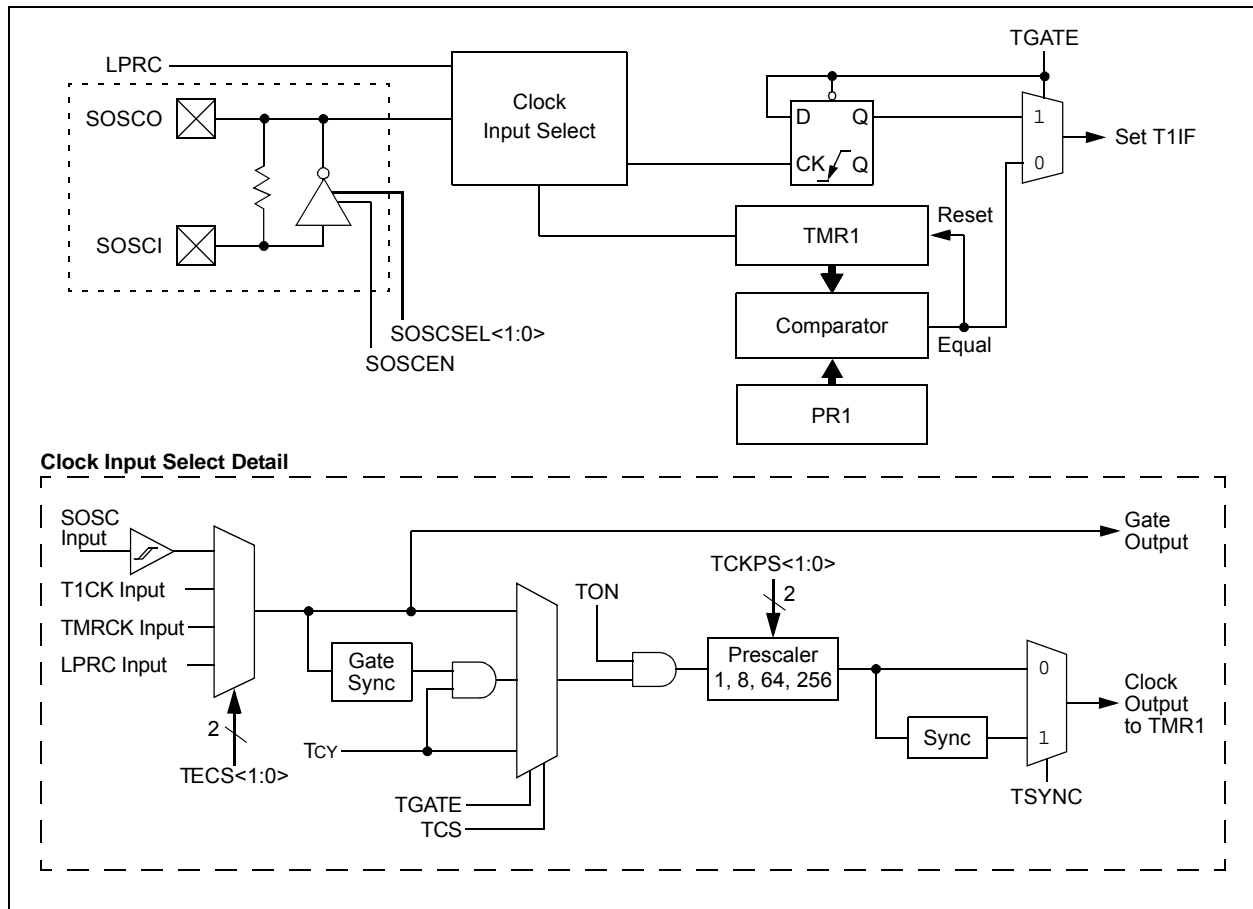 TGATE
LPRC
SOSCO
Clock
Input Select
D Q
CK Q
1
0
Set T1IF
SOSCI
TMR1
Reset
Comparator
Equal
SOSCSEL<1:0>
SOSCEN
PR1
Clock Input Select Detail
SOSC
Input
T1CK Input
TMRCK Input
LPRC Input
2
TECS<1:0>
Gate
Sync
TCY
TGATE
TCS
TON
TCKPS<1:0>
2
Prescaler
1, 8, 64, 256
Gate
Output
0
1
Sync
Clock
Output
to TMR1
TSYNC